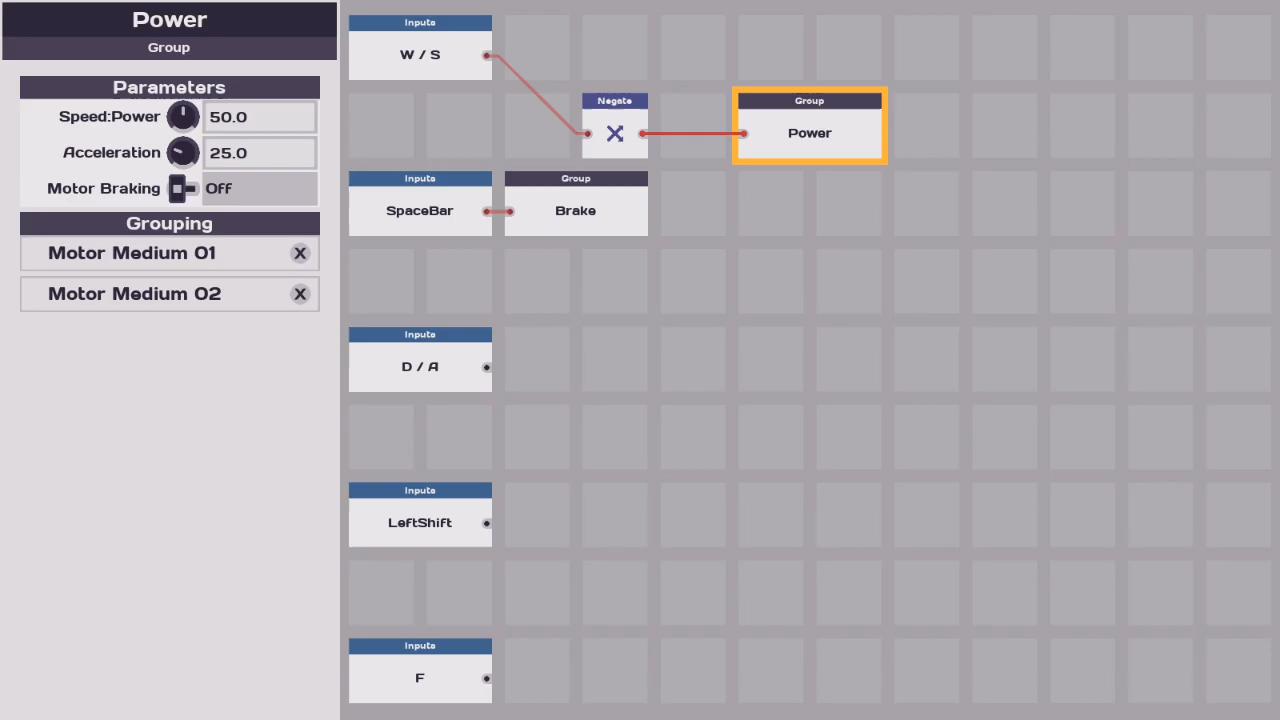 Power
Group
Parameters
Speed:Power 50.0
Acceleration 25.0
Motor Braking Off
Grouping
Motor Medium 01 X
Motor Medium 02 X
Inputs
W / S
Negate
Group
Power
Inputs
SpaceBar
Group
Brake
Inputs
D / A
Inputs
LeftShift
Inputs
F